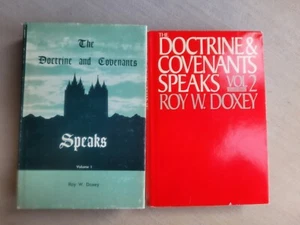 The
Doctrine and Covenants
Speaks
Volume 1
Roy W. Doxey
THE
DOCTRINE &
COVENANTS
SPEAKS VOL 2
ROY W. DOXEY